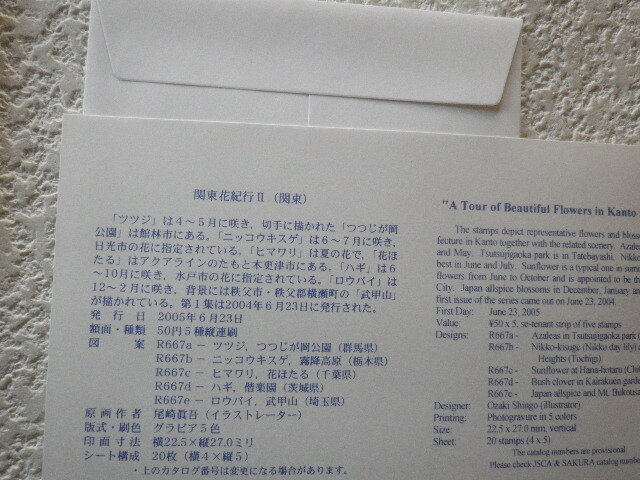 関東花紀行Ⅱ（関東）
「ツツジ」は４～５月に咲き，切手に描かれた「つつじが岡
公園」は館林市にある。「ニッコウキスゲ」は６～７月に咲き，
日光市の花に指定されている。「ヒマワリ」は夏の花で，「花ほ
たる」はアクアラインのたもと木更津市にある。「ハギ」は６
～10月に咲き，水戸市の花に指定されている。「ロウバイ」は
12～２月に咲き，背景には秩父市・秩父郡横瀬町の「武甲山」
が描かれている。第１集は2004年６月23日に発行された。
発行日　2005年６月23日
額面・種類　50円５種縦連刷
図案　R667a－ ツツジ，つつじが岡公園（群馬県）
R667b－ ニッコウキスゲ，霧降高原（栃木県）
R667c－ ヒマワリ，花ほたる（千葉県）
R667d－ ハギ，偕楽園（茨城県）
R667e－ ロウバイ，武甲山（埼玉県）
原画作者　尾崎眞吾（イラストレーター）
版式・刷色　グラビア５色
印面寸法　横22.5×縦27.0ミリ
シート構成　20枚（横４×縦５）
・上のカタログ番号は変更になる場合があります。
"A Tour of Beautiful Flowers in Kanto
The stamps depict representative flowers and
fecture in Kanto together with the related scenery.
and May. Tsutsujigaoka park is in Tatebayashi.
best in June and July. Sunflower is a typical one in
flowers from June to October and is appointed to be the
City. Japan allspice blossoms in December, January and
first issue of the series came out on June 23, 2004.
First Day: June 23, 2005
Value: ¥50 x 5, se-tenant strip of five stamps
Designs: R667a - Azaleas in Tsutsujigaoka park
R667b - Nikko-kisuge (Nikko day lily)
Heights (Tochigi)
R667c - Sunflower at Hana-hotaru
R667d - Bush clover in Kairakuen
R667e - Japan allspice and Mt.
Designer: Ozaki Shingo (illustrator)
Printing: Photogravure in 5 colors
Size: 22.5 x 27.0 mm, vertical
Sheet: 20 stamps (4 x 5)
The catalog numbers are provisional
Please check JSCA & SAKURA catalog